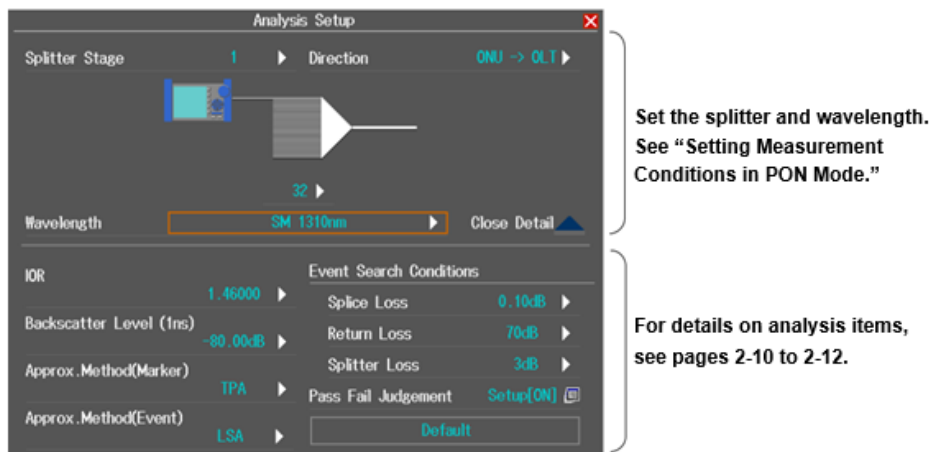 Analysis Setup
Splitter Stage 1 Direction ONU -> OLT
32
Wavelength SM 1310nm Close Detail
Set the splitter and wavelength.
See “Setting Measurement
Conditions in PON Mode.”
IOR
1.46000
Backscatter Level (1ns)
-80.00dB
Approx.Method(Marker)
TPA
Approx.Method(Event)
LSA
Event Search Conditions
Splice Loss 0.10dB
Return Loss 70dB
Splitter Loss 3dB
Pass Fail Judgement Setup[ON]
Default
For details on analysis items,
see pages 2-10 to 2-12.